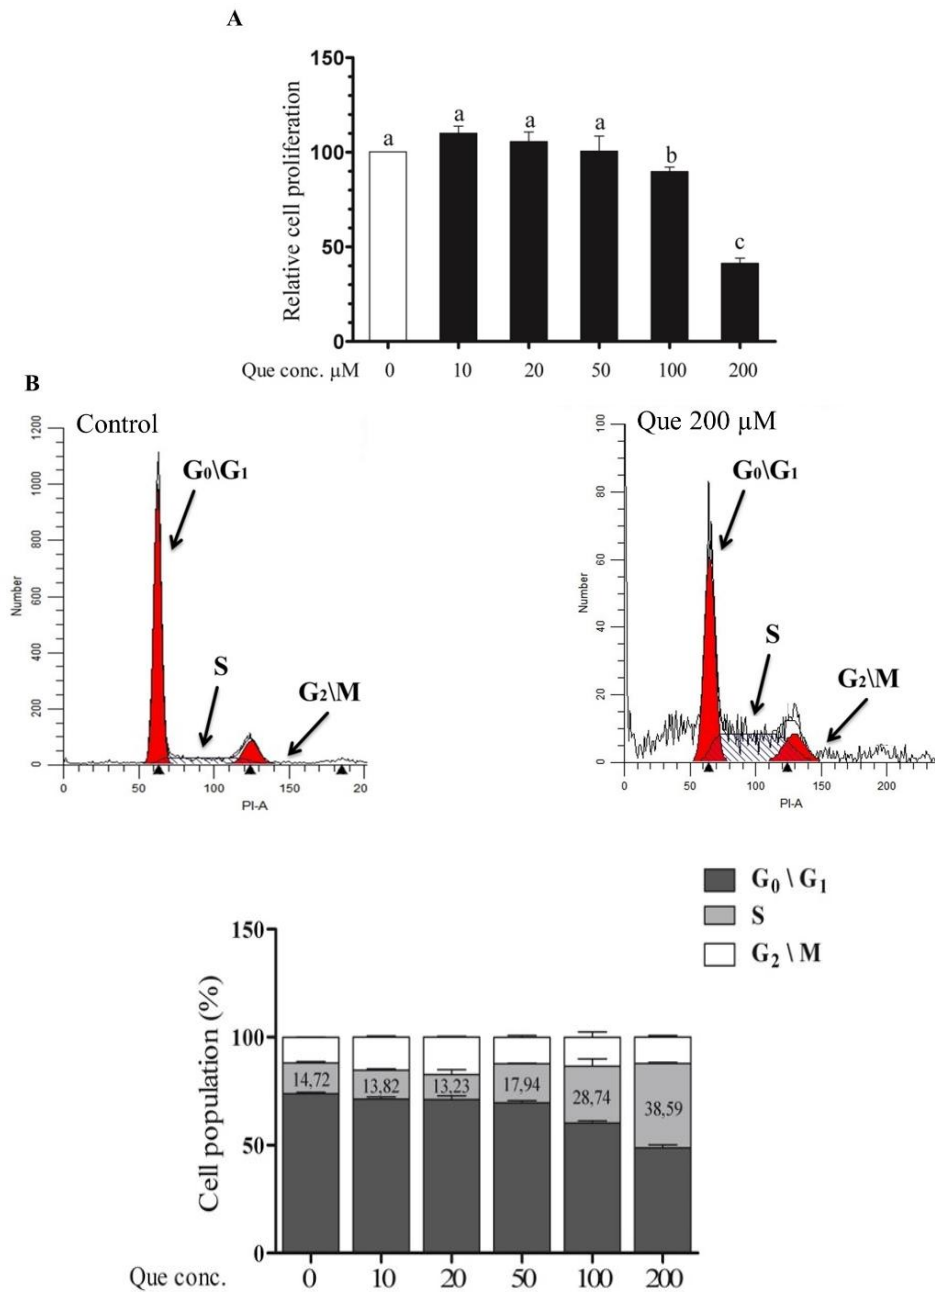 A
150
100
50
0
Relative cell proliferation
a
a
a
a
b
c
Que conc. µM 0 10 20 50 100 200
B
Control
1200
1000
800
600
400
200
0
Number
G0\G1
S
G2\M
0 50 100 150 20
PI-A
Que 200 µM
100
80
60
40
20
0
Number
G0\G1
S
G2\M
0 50 100 150 200
PI-A
G0 \ G1
S
G2 \ M
150
100
50
0
Cell population (%)
14,72
13,82
13,23
17,94
28,74
38,59
Que conc. 0 10 20 50 100 200